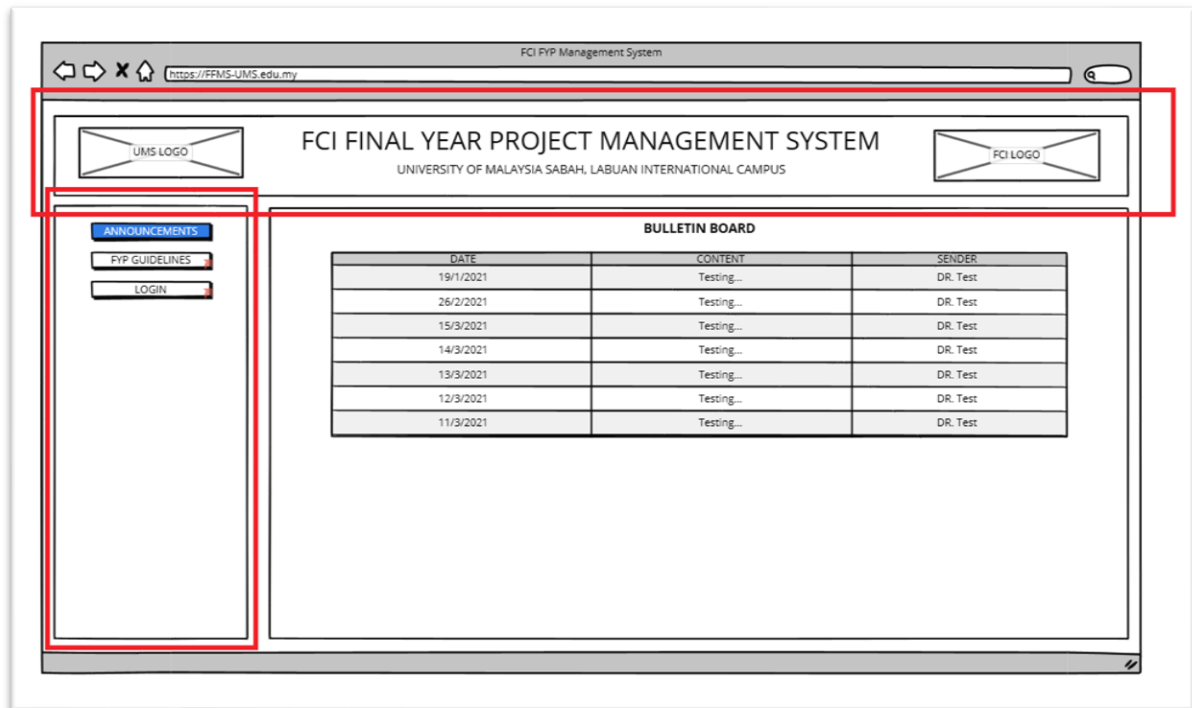 FCI FYP Management System
https://FFMS-UMS.edu.my
UMS LOGO
FCI FINAL YEAR PROJECT MANAGEMENT SYSTEM
UNIVERSITY OF MALAYSIA SABAH, LABUAN INTERNATIONAL CAMPUS
FCI LOGO
ANNOUNCEMENTS
FYP GUIDELINES
LOGIN
BULLETIN BOARD
DATE CONTENT SENDER
19/1/2021 Testing... DR. Test
26/2/2021 Testing... DR. Test
15/3/2021 Testing... DR. Test
14/3/2021 Testing... DR. Test
13/3/2021 Testing... DR. Test
12/3/2021 Testing... DR. Test
11/3/2021 Testing... DR. Test